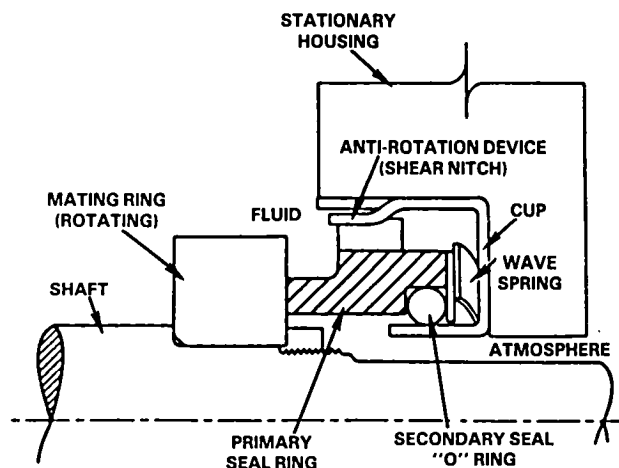 STATIONARY
HOUSING
ANTI-ROTATION DEVICE
(SHEAR NITCH)
MATING RING
(ROTATING)
FLUID
CUP
WAVE
SPRING
SHAFT
ATMOSPHERE
PRIMARY
SEAL RING
SECONDARY SEAL
"O" RING